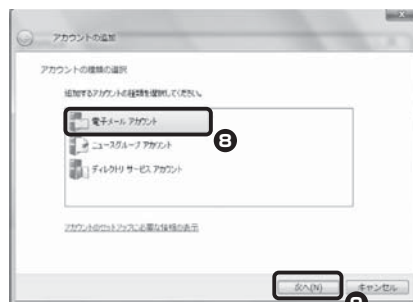 アカウントの追加
アカウントの種類の選択
追加するアカウントの種類を選択してください。
電子メール アカウント
8
ニュースグループ アカウント
ディレクトリ サービス アカウント
アカウントのセットアップに必要な情報の表示
次へ(N)
キャンセル